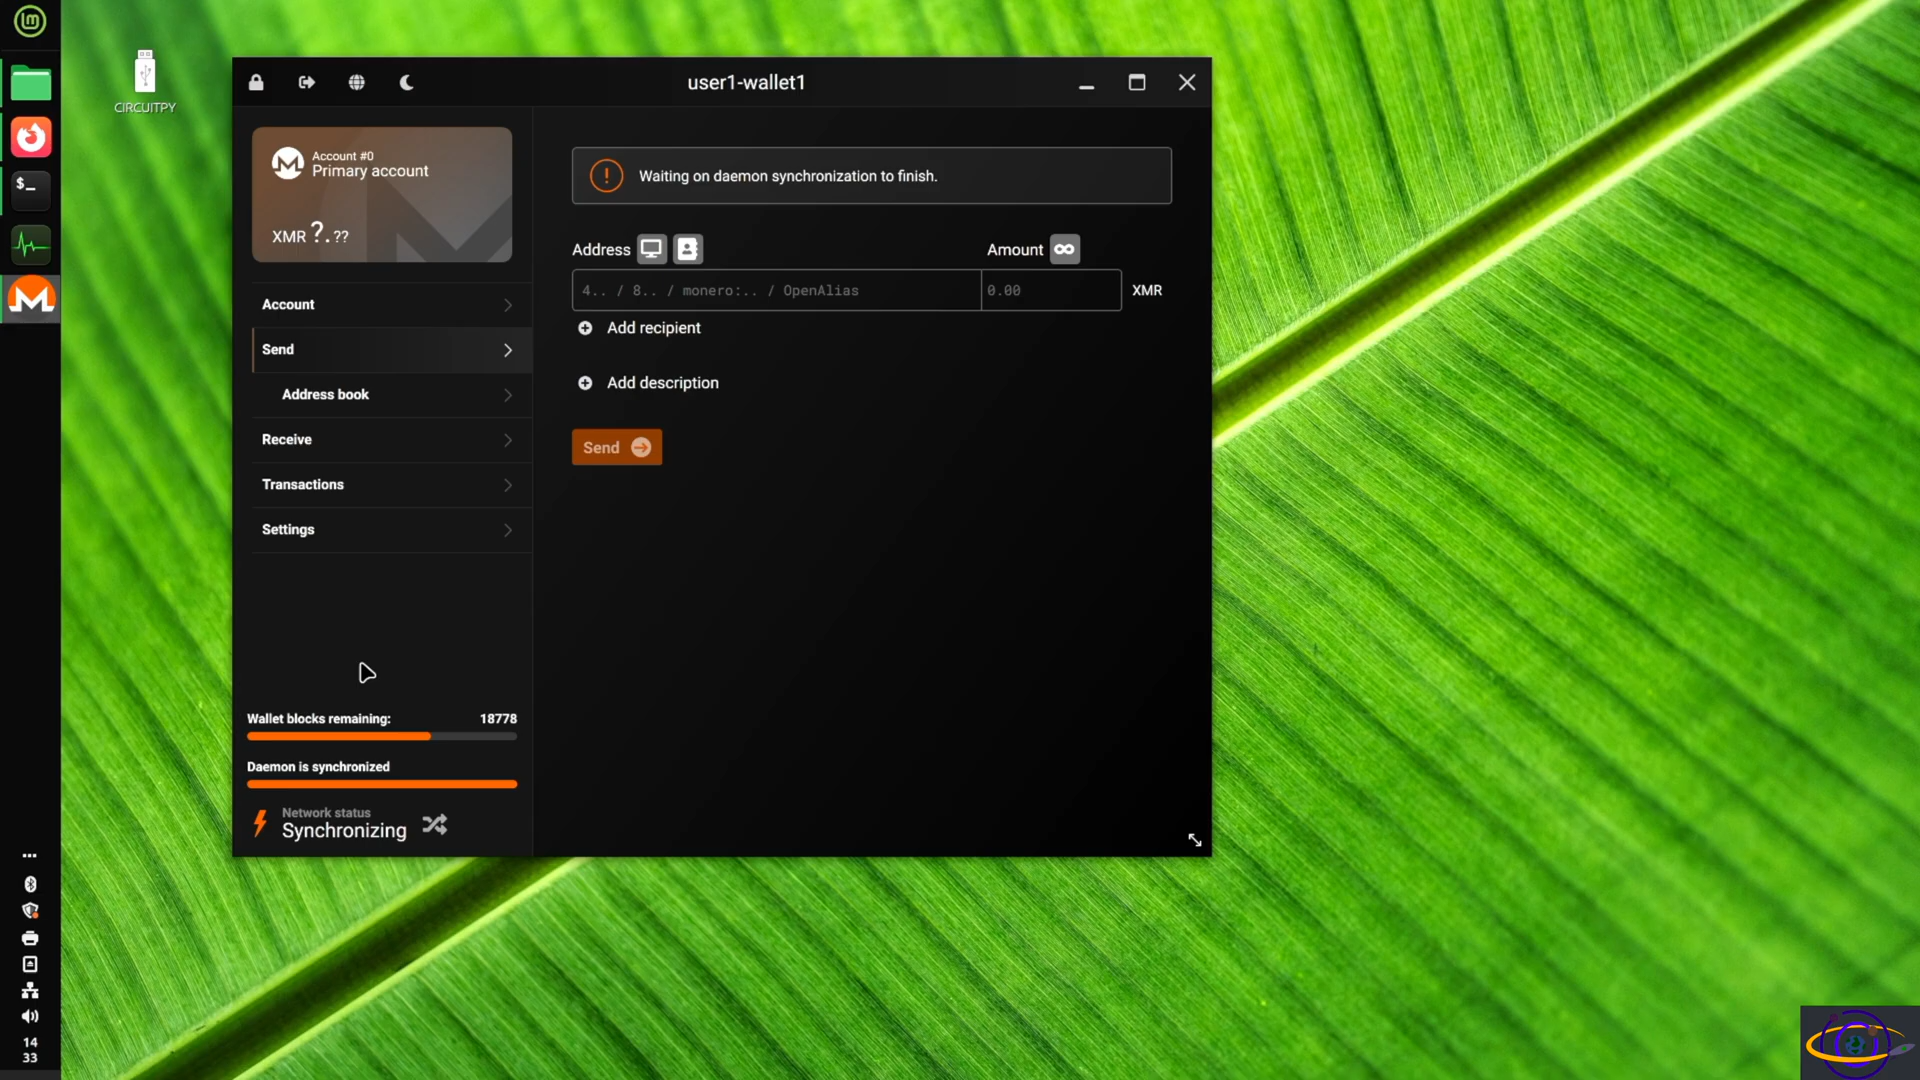 CIRCUITPY
user1-wallet1
Account #0
Primary account
XMR ?.??
Account
Send
Address book
Receive
Transactions
Settings
Wallet blocks remaining: 18778
Daemon is synchronized
Network status
Synchronizing
Waiting on daemon synchronization to finish.
Address
Amount
4.. / 8.. / monero:.. / OpenAlias
0.00
XMR
Add recipient
Add description
Send
14
33